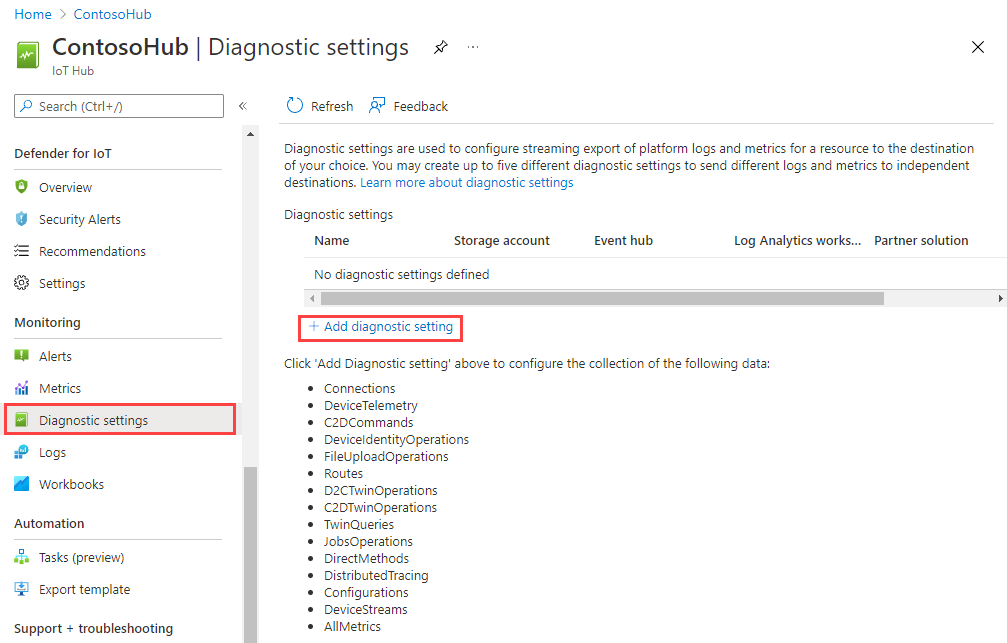 Home > ContosoHub
ContosoHub | Diagnostic settings
IoT Hub
Search (Ctrl+/)
Defender for IoT
Overview
Security Alerts
Recommendations
Settings
Monitoring
Alerts
Metrics
Diagnostic settings
Logs
Workbooks
Automation
Tasks (preview)
Export template
Support + troubleshooting
Refresh Feedback
Diagnostic settings are used to configure streaming export of platform logs and metrics for a resource to the destination
of your choice. You may create up to five different diagnostic settings to send different logs and metrics to independent
destinations. Learn more about diagnostic settings
Diagnostic settings
Name Storage account Event hub Log Analytics works... Partner solution
No diagnostic settings defined
+ Add diagnostic setting
Click 'Add Diagnostic setting' above to configure the collection of the following data:
• Connections
• DeviceTelemetry
• C2DCommands
• DeviceIdentityOperations
• FileUploadOperations
• Routes
• D2CTwinOperations
• C2DTwinOperations
• TwinQueries
• JobsOperations
• DirectMethods
• DistributedTracing
• Configurations
• DeviceStreams
• AllMetrics